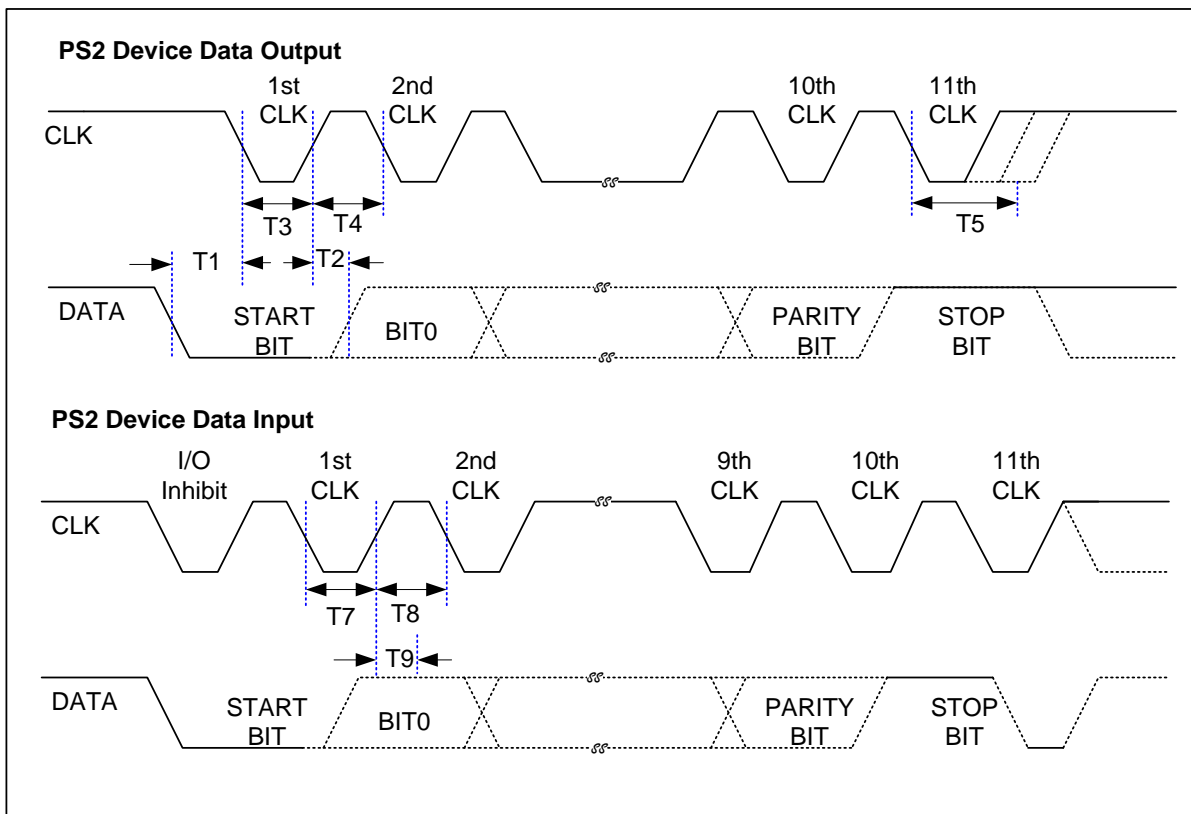 PS2 Device Data Output
1st
CLK
2nd
CLK
10th
CLK
11th
CLK
CLK
T3
T4
T5
T1
T2
DATA
START
BIT
BIT0
PARITY
BIT
STOP
BIT
PS2 Device Data Input
I/O
Inhibit
1st
CLK
2nd
CLK
9th
CLK
10th
CLK
11th
CLK
CLK
T7
T8
T9
DATA
START
BIT
BIT0
PARITY
BIT
STOP
BIT